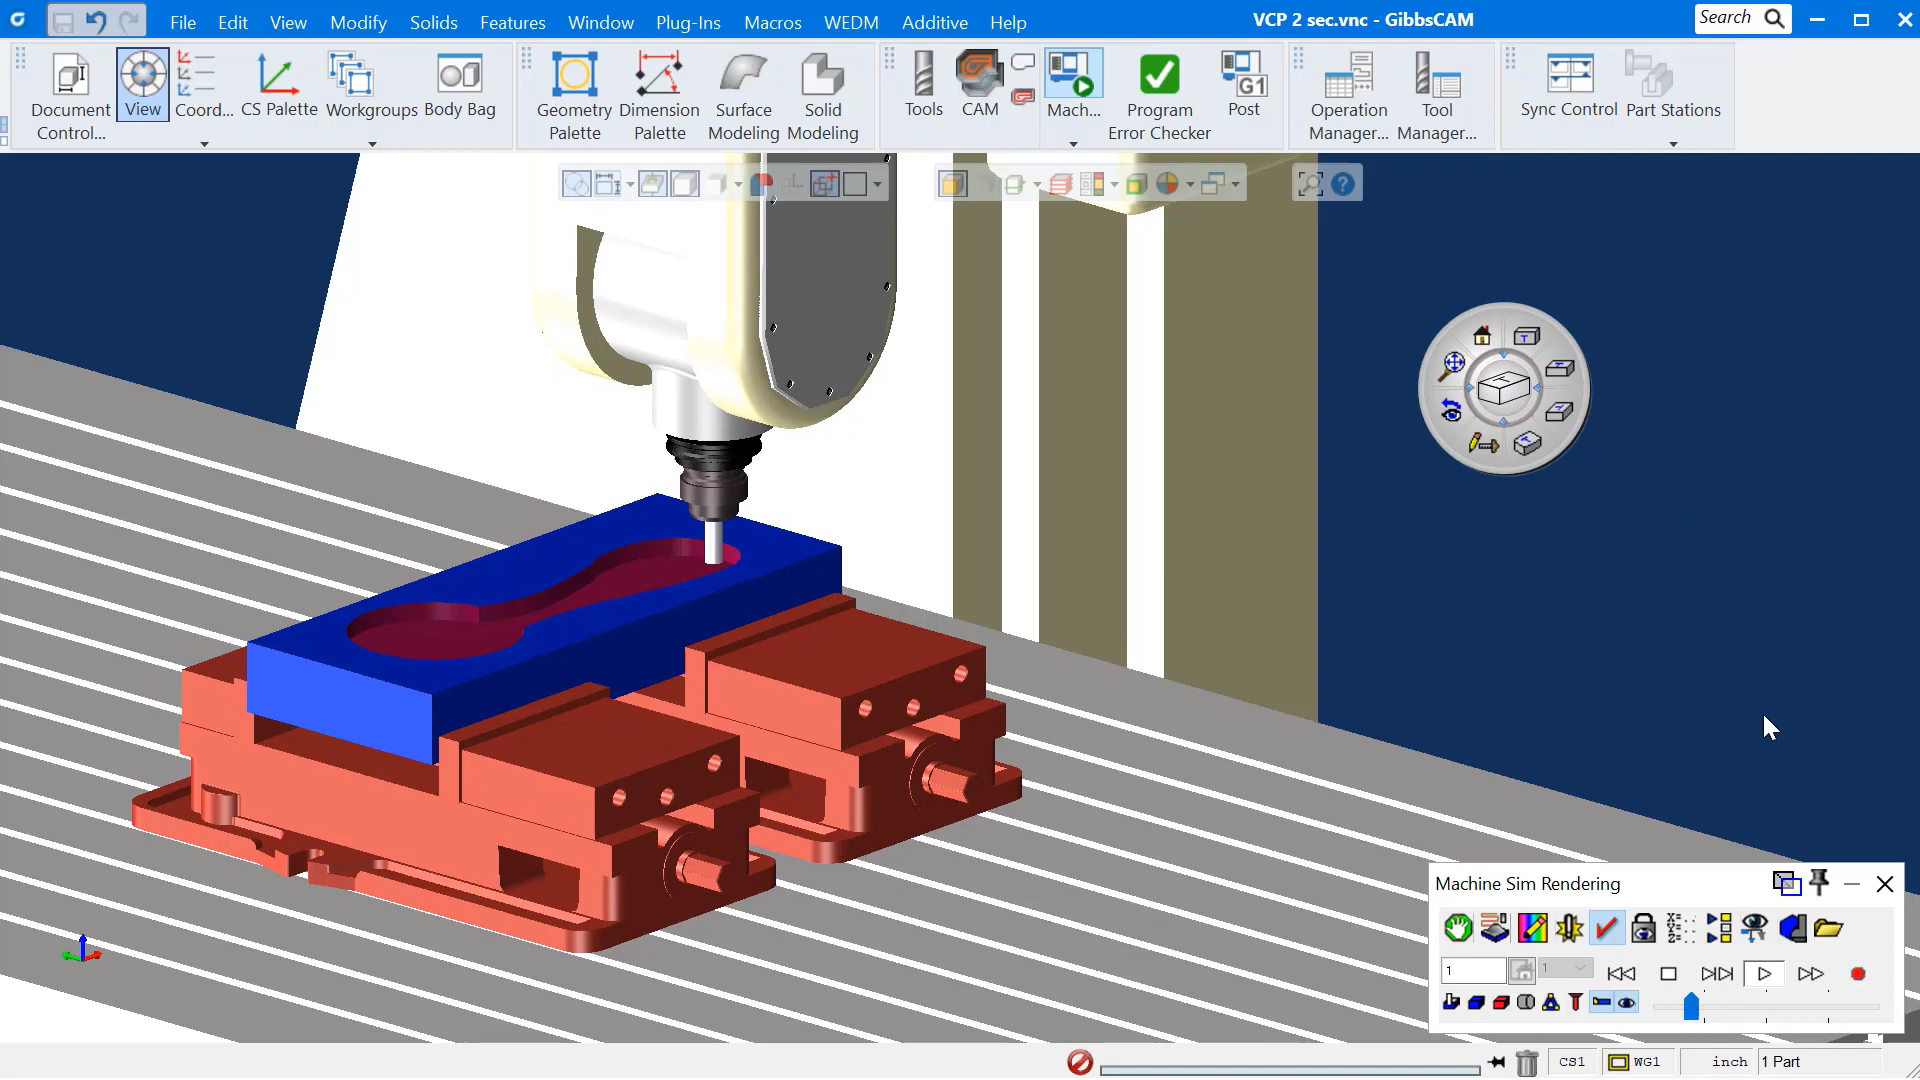 File Edit View Modify Solids Features Window Plug-Ins Macros WEDM Additive Help
VCP 2 sec.vnc - GibbsCAM
Search
Document Control...
View
Coord...
CS Palette
Workgroups
Body Bag
Geometry Palette
Dimension Palette
Surface Modeling
Solid Modeling
Tools
CAM
Mach...
Program Error Checker
G1
Post
Operation Manager...
Tool Manager...
Sync Control
Part Stations
Machine Sim Rendering
1
1
CS1
WG1
inch
1 Part